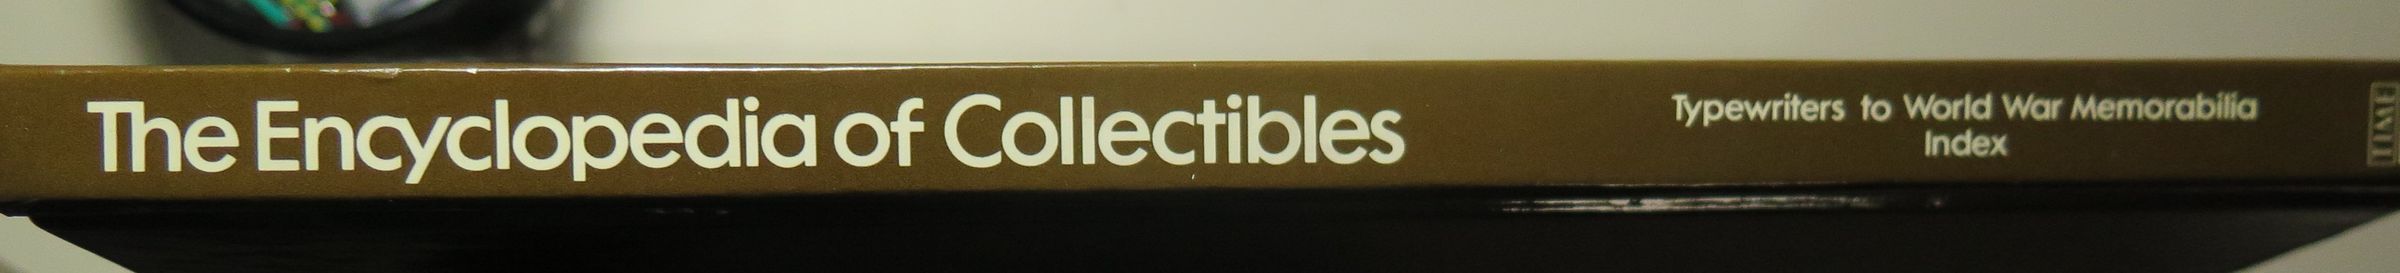 The Encyclopedia of Collectibles
Typewriters to World War Memorabilia
Index
TIME